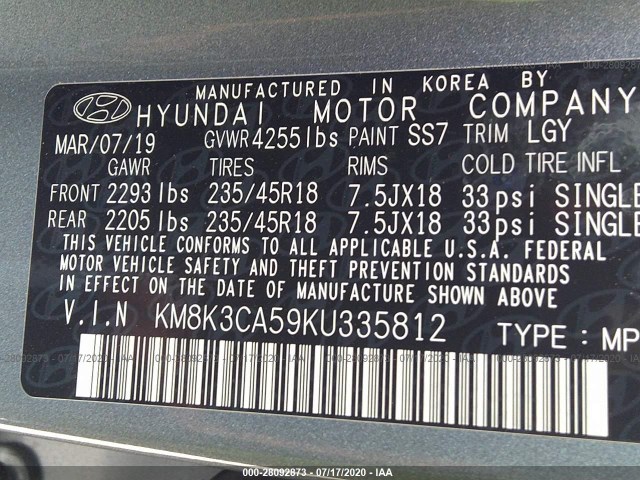 MANUFACTURED IN KOREA BY
HYUNDAI MOTOR COMPANY
MAR/07/19 GVWR 4255lbs PAINT SS7 TRIM LGY
GAWR TIRES RIMS COLD TIRE INFL
FRONT 2293lbs 235/45R18 7.5JX18 33psi SINGLE
REAR 2205lbs 235/45R18 7.5JX18 33psi SINGLE
THIS VEHICLE CONFORMS TO ALL APPLICABLE U.S.A. FEDERAL
MOTOR VEHICLE SAFETY AND THEFT PREVENTION STANDARDS
IN EFFECT ON THE DATE OF MANUFACTURE SHOWN ABOVE
V.I.N KM8K3CA59KU335812 TYPE : MP
000-28092873 - 07/17/2020 - IAA